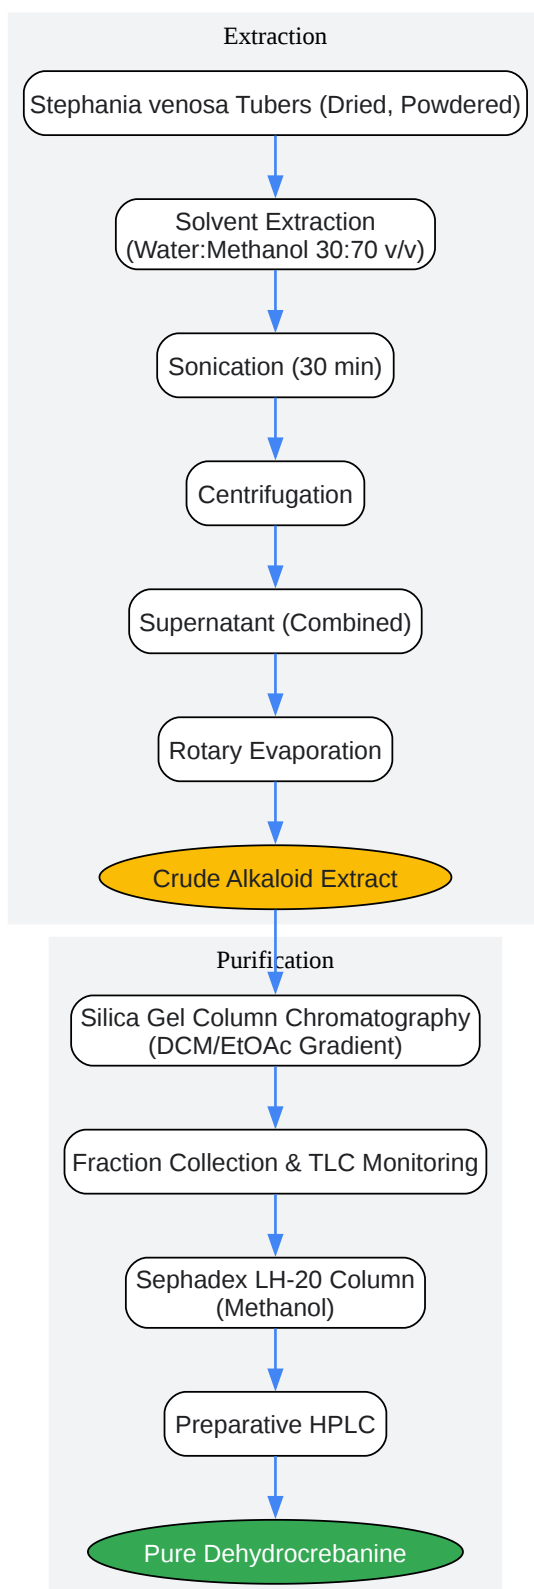 Extraction
Stephania venosa Tubers (Dried, Powdered)
Solvent Extraction
(Water:Methanol 30:70 v/v)
Sonication (30 min)
Centrifugation
Supernatant (Combined)
Rotary Evaporation
Crude Alkaloid Extract
Purification
Silica Gel Column Chromatography
(DCM/EtOAc Gradient)
Fraction Collection & TLC Monitoring
Sephadex LH-20 Column
(Methanol)
Preparative HPLC
Pure Dehydrocrebanine